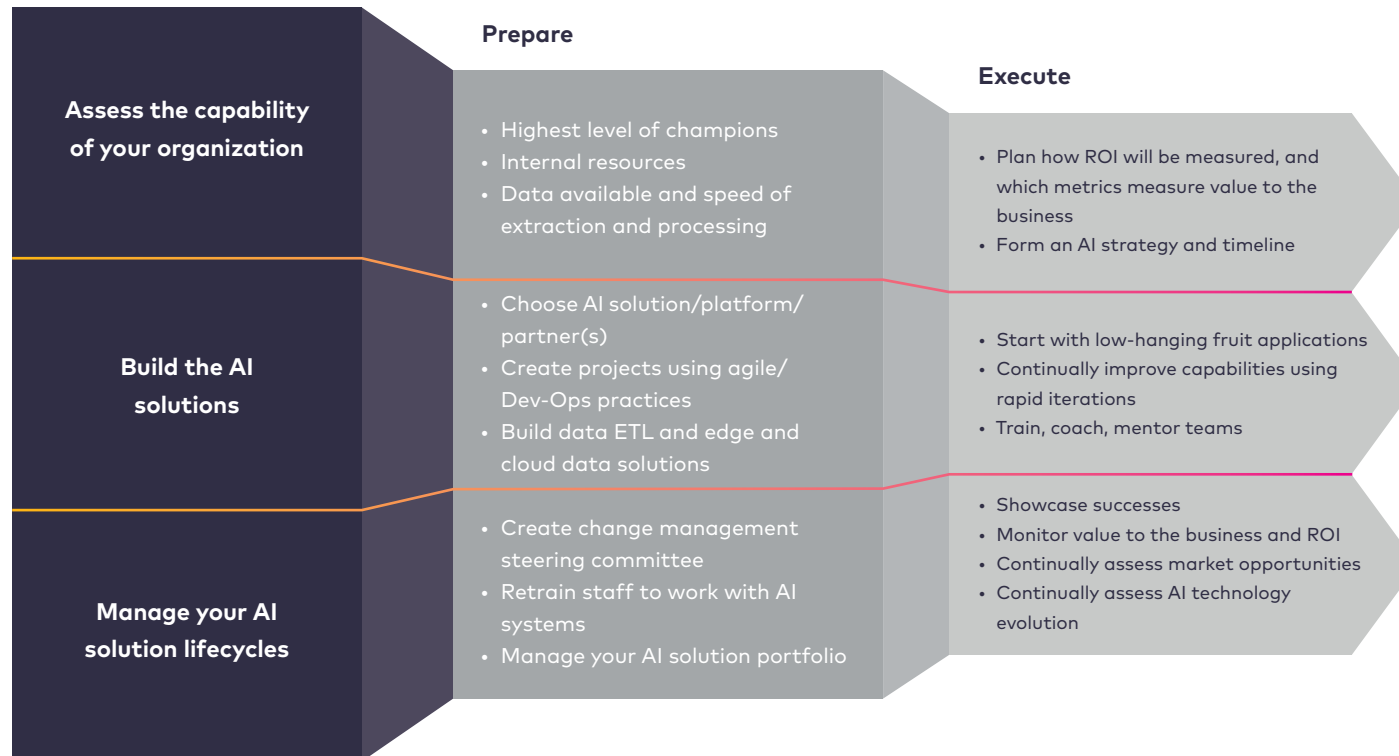 Prepare
Execute
Assess the capability
of your organization
• Highest level of champions
• Internal resources
• Data available and speed of
extraction and processing
• Plan how ROI will be measured, and
which metrics measure value to the
business
• Form an AI strategy and timeline
Build the AI
solutions
• Choose AI solution/platform/
partner(s)
• Create projects using agile/
Dev-Ops practices
• Build data ETL and edge and
cloud data solutions
• Start with low-hanging fruit applications
• Continually improve capabilities using
rapid iterations
• Train, coach, mentor teams
Manage your AI
solution lifecycles
• Create change management
steering committee
• Retrain staff to work with AI
systems
• Manage your AI solution portfolio
• Showcase successes
• Monitor value to the business and ROI
• Continually assess market opportunities
• Continually assess AI technology
evolution